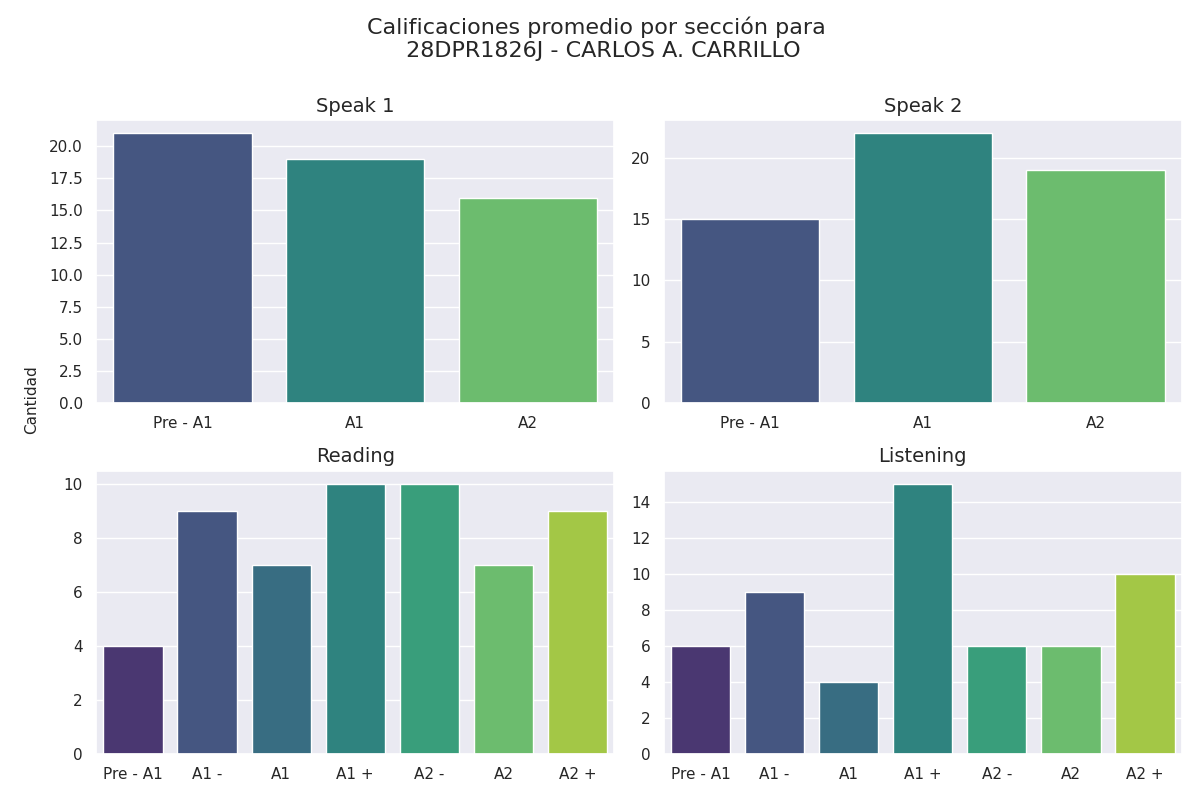 Calificaciones promedio por sección para
28DPR1826J - CARLOS A. CARRILLO
Speak 1
20.0
17.5
15.0
12.5
10.0
7.5
5.0
2.5
0.0
Pre - A1 A1 A2
Speak 2
20
15
10
5
0
Pre - A1 A1 A2
Cantidad
Reading
10
8
6
4
2
0
Pre - A1 A1 - A1 A1 + A2 - A2 A2 +
Listening
14
12
10
8
6
4
2
0
Pre - A1 A1 - A1 A1 + A2 - A2 A2 +